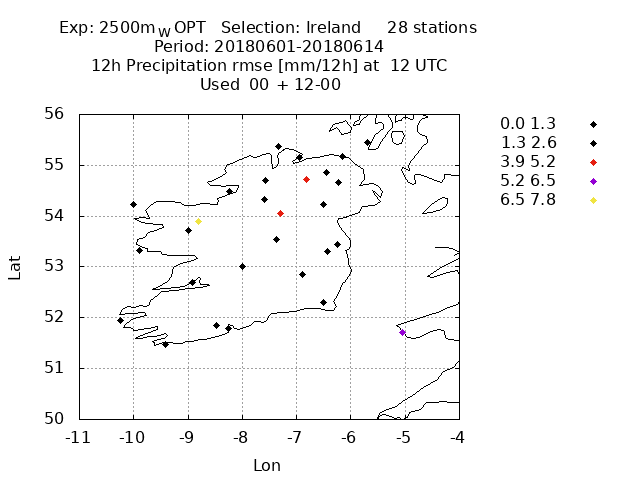 Exp: 2500m_W OPT Selection: Ireland 28 stations
Period: 20180601-20180614
12h Precipitation rmse [mm/12h] at 12 UTC
Used 00 + 12-00
0.0 1.3
1.3 2.6
3.9 5.2
5.2 6.5
6.5 7.8
56
55
54
53
52
51
50
Lat
-11 -10 -9 -8 -7 -6 -5 -4
Lon